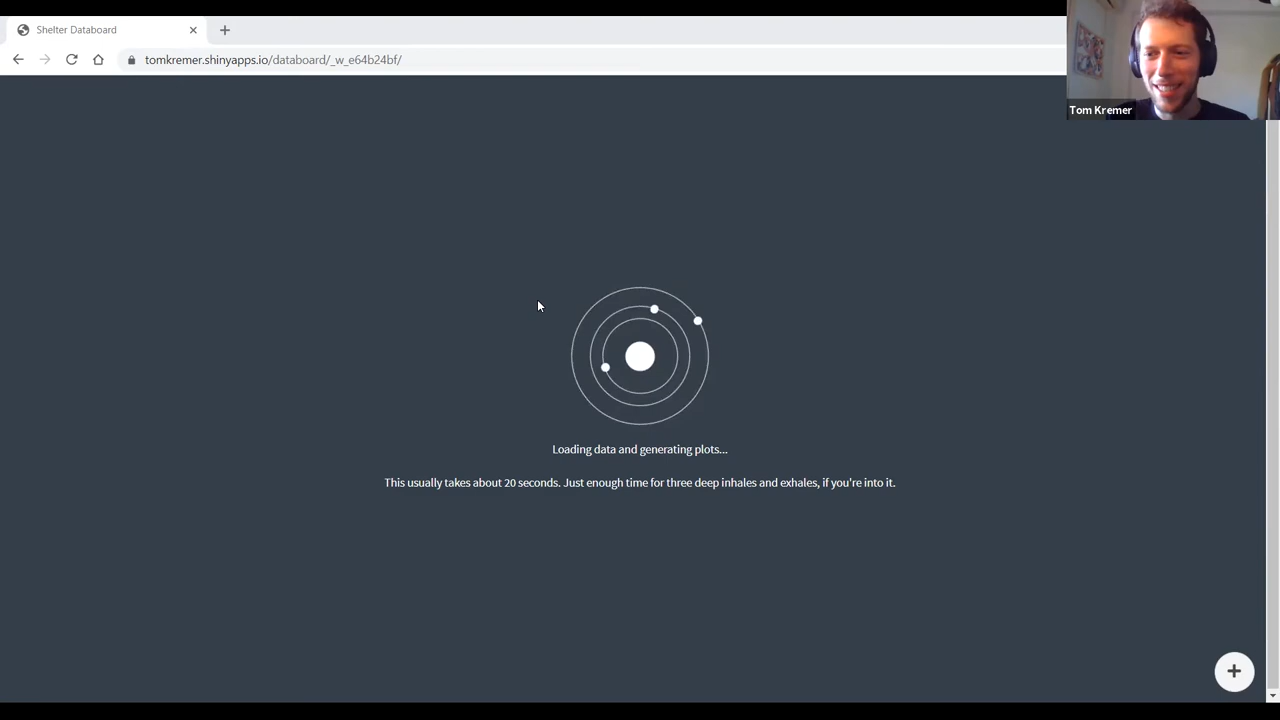 Shelter Databoard
tomkremer.shinyapps.io/databoard/_w_e64b24bf/
Tom Kremer
Loading data and generating plots...
This usually takes about 20 seconds. Just enough time for three deep inhales and exhales, if you're into it.